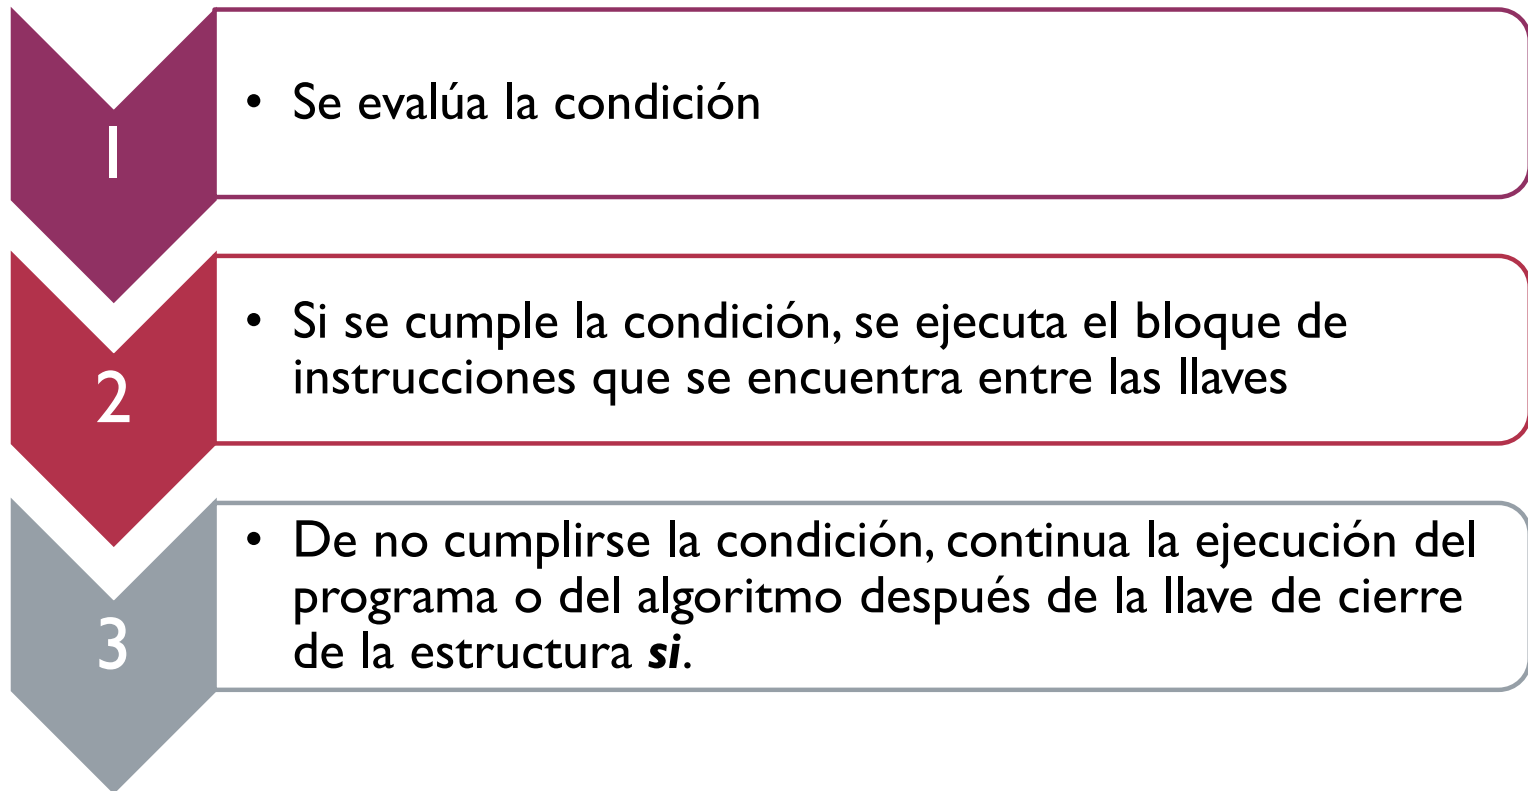 1
• Se evalúa la condición
2
• Si se cumple la condición, se ejecuta el bloque de
instrucciones que se encuentra entre las llaves
3
• De no cumplirse la condición, continua la ejecución del
programa o del algoritmo después de la llave de cierre
de la estructura si.